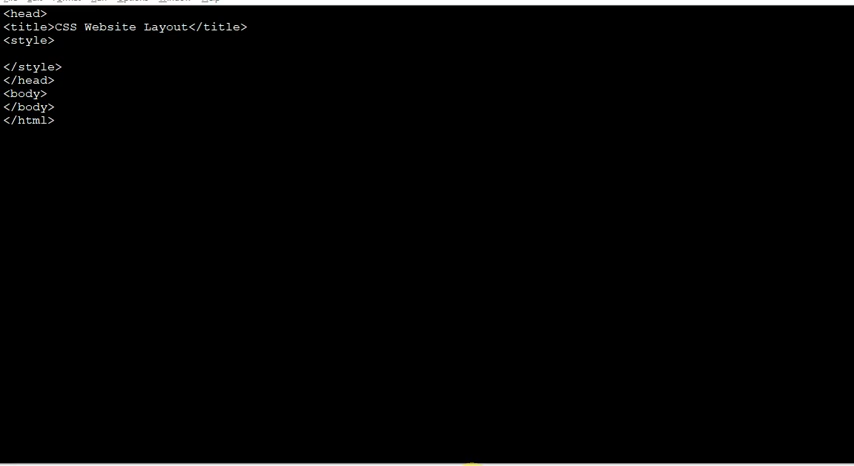 <head>
<title>CSS Website Layout</title>
<style>
</style>
</head>
<body>
</body>
</html>